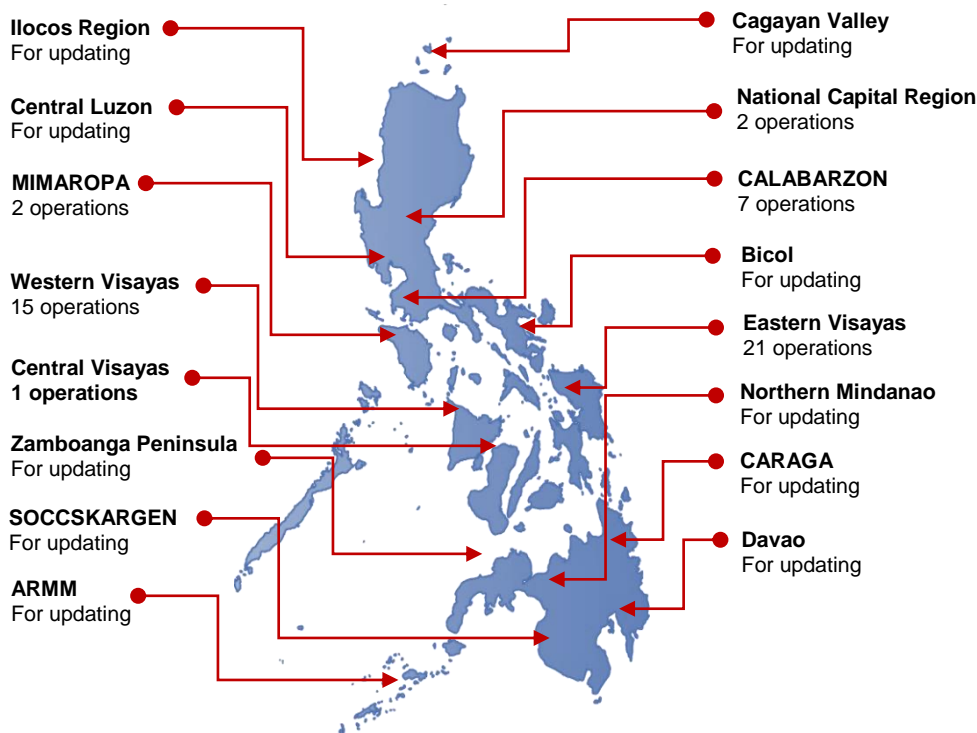 Ilocos Region
For updating
Central Luzon
For updating
MIMAROPA
2 operations
Western Visayas
15 operations
Central Visayas
1 operations
Zamboanga Peninsula
For updating
SOCCSKARGEN
For updating
ARMM
For updating
Cagayan Valley
For updating
National Capital Region
2 operations
CALABARZON
7 operations
Bicol
For updating
Eastern Visayas
21 operations
Northern Mindanao
For updating
CARAGA
For updating
Davao
For updating